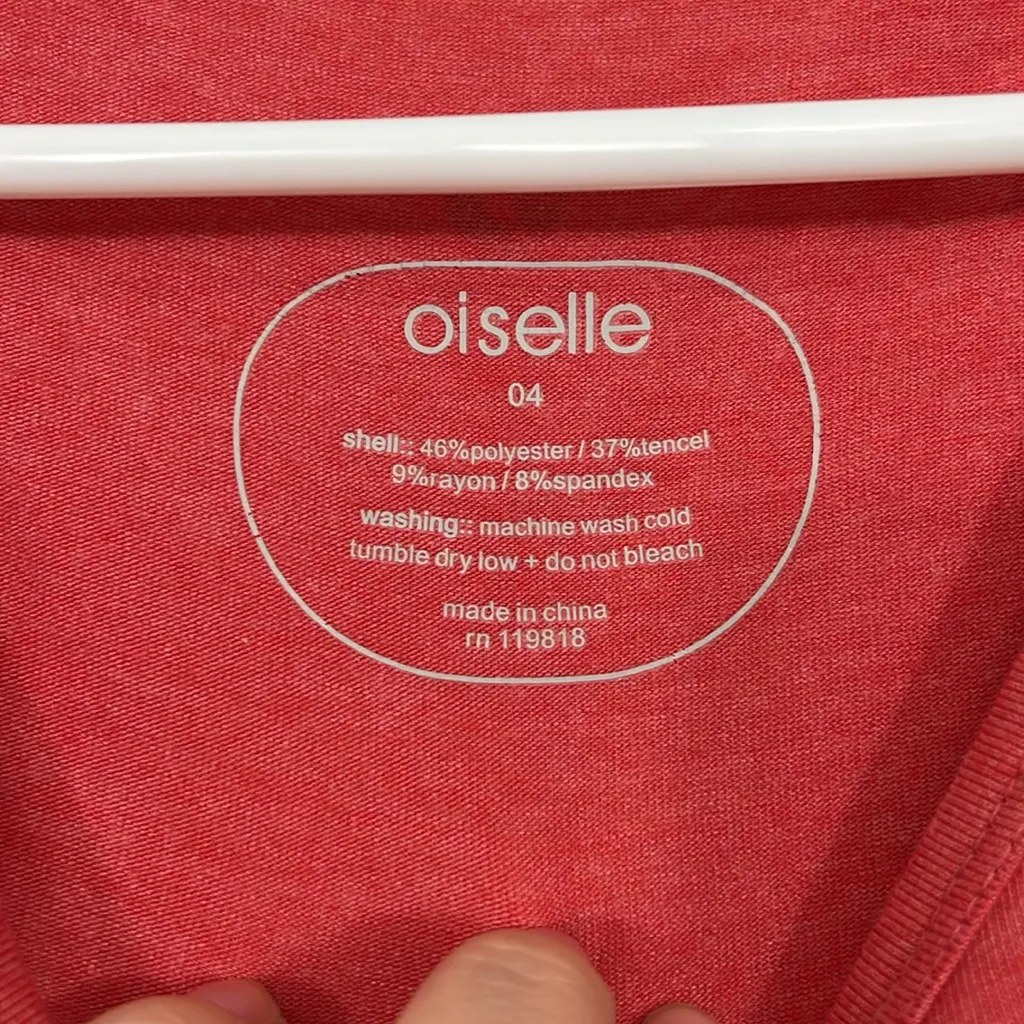 oiselle
04
shell:: 46%polyester / 37%tencel
9%rayon / 8%spandex
washing:: machine wash cold
tumble dry low + do not bleach
made in china
rn 119818